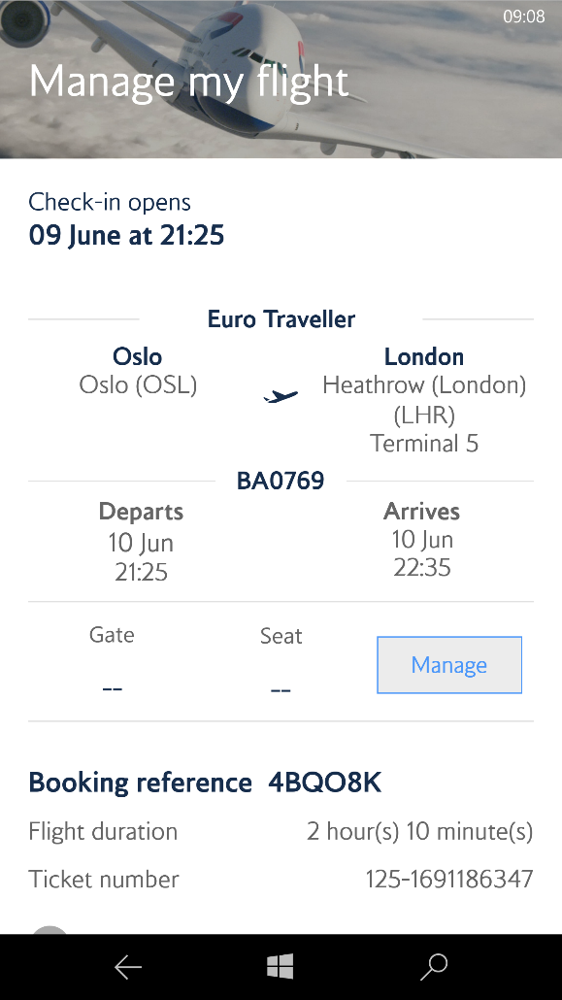 09:08
Manage my flight
Check-in opens
09 June at 21:25
Euro Traveller
Oslo
Oslo (OSL)
London
Heathrow (London)
(LHR)
Terminal 5
BA0769
Departs
10 Jun
21:25
Arrives
10 Jun
22:35
Gate
--
Seat
--
Manage
Booking reference 4BQO8K
Flight duration 2 hour(s) 10 minute(s)
Ticket number 125-1691186347